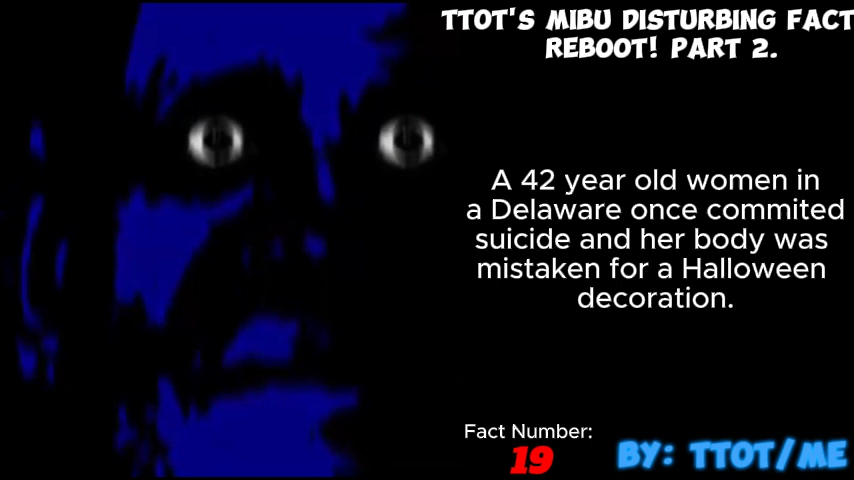 TTOT'S MIBU DISTURBING FACT
REBOOT! PART 2.
A 42 year old women in
a Delaware once commited
suicide and her body was
mistaken for a Halloween
decoration.
Fact Number:
19
BY: TTOT/ME